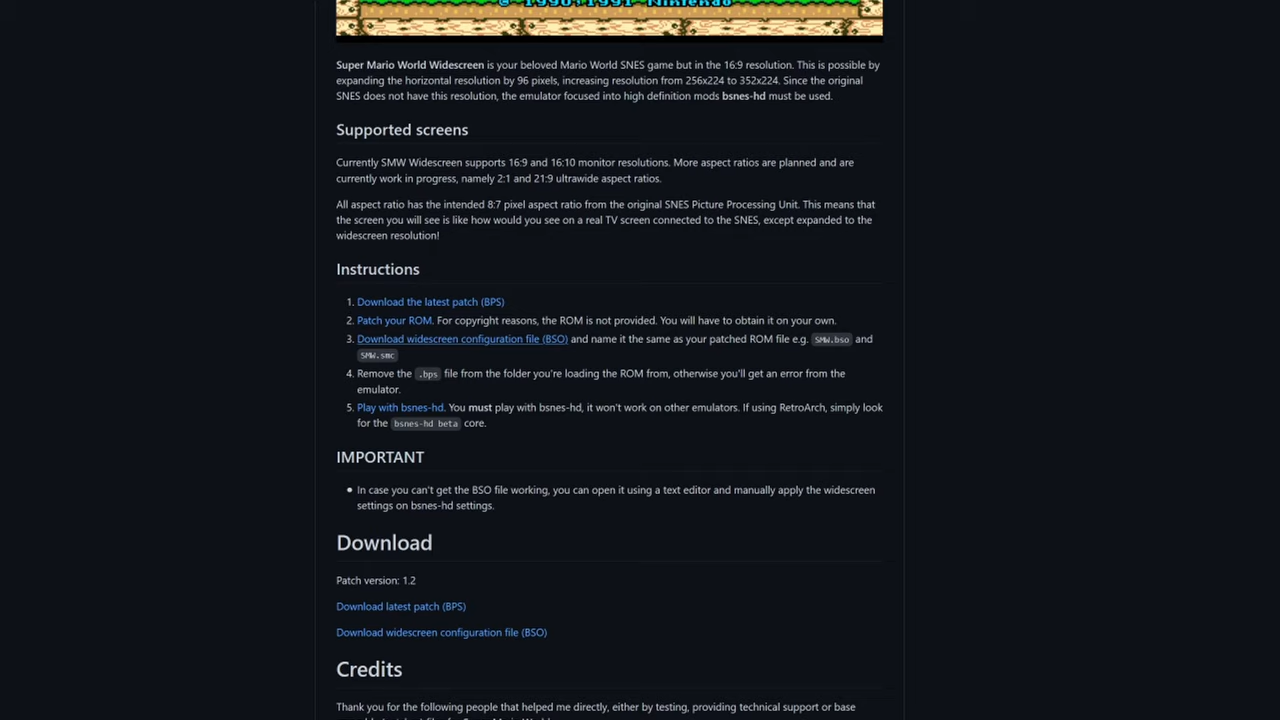 © 1990,1991 Nintendo
Super Mario World Widescreen is your beloved Mario World SNES game but in the 16:9 resolution. This is possible by
expanding the horizontal resolution by 96 pixels, increasing resolution from 256x224 to 352x224. Since the original
SNES does not have this resolution, the emulator focused into high definition mods bsnes-hd must be used.
Supported screens
Currently SMW Widescreen supports 16:9 and 16:10 monitor resolutions. More aspect ratios are planned and are
currently work in progress, namely 2:1 and 21:9 ultrawide aspect ratios.
All aspect ratio has the intended 8:7 pixel aspect ratio from the original SNES Picture Processing Unit. This means that
the screen you will see is like how would you see on a real TV screen connected to the SNES, except expanded to the
widescreen resolution!
Instructions
1. Download the latest patch (BPS)
2. Patch your ROM. For copyright reasons, the ROM is not provided. You will have to obtain it on your own.
3. Download widescreen configuration file (BSO) and name it the same as your patched ROM file e.g. SMW.bso and
SMW.smc
4. Remove the .bps file from the folder you're loading the ROM from, otherwise you'll get an error from the
emulator.
5. Play with bsnes-hd. You must play with bsnes-hd, it won't work on other emulators. If using RetroArch, simply look
for the bsnes-hd beta core.
IMPORTANT
• In case you can't get the BSO file working, you can open it using a text editor and manually apply the widescreen
settings on bsnes-hd settings.
Download
Patch version: 1.2
Download latest patch (BPS)
Download widescreen configuration file (BSO)
Credits
Thank you for the following people that helped me directly, either by testing, providing technical support or base